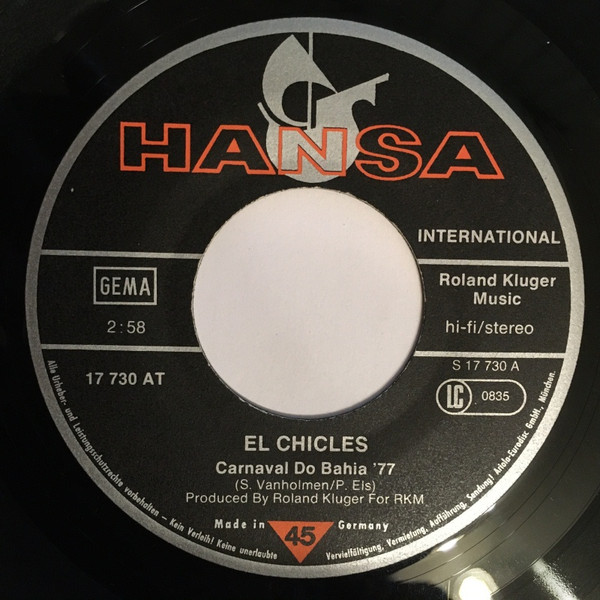 HANSA
INTERNATIONAL
GEMA
2:58
17 730 AT
Roland Kluger
Music
hi-fi/stereo
S 17 730 A
LC 0835
EL CHICLES
Carnaval Do Bahia '77
(S. Vanholmen/P. Els)
Produced By Roland Kluger For RKM
Made in 45 Germany
Alle Urheber- und Leistungsschutzrechte vorbehalten – Kein Verleih! Keine unerlaubte Vervielfältigung, Vermietung, Aufführung, Sendung! Ariola-Eurodisc GmbH, München.